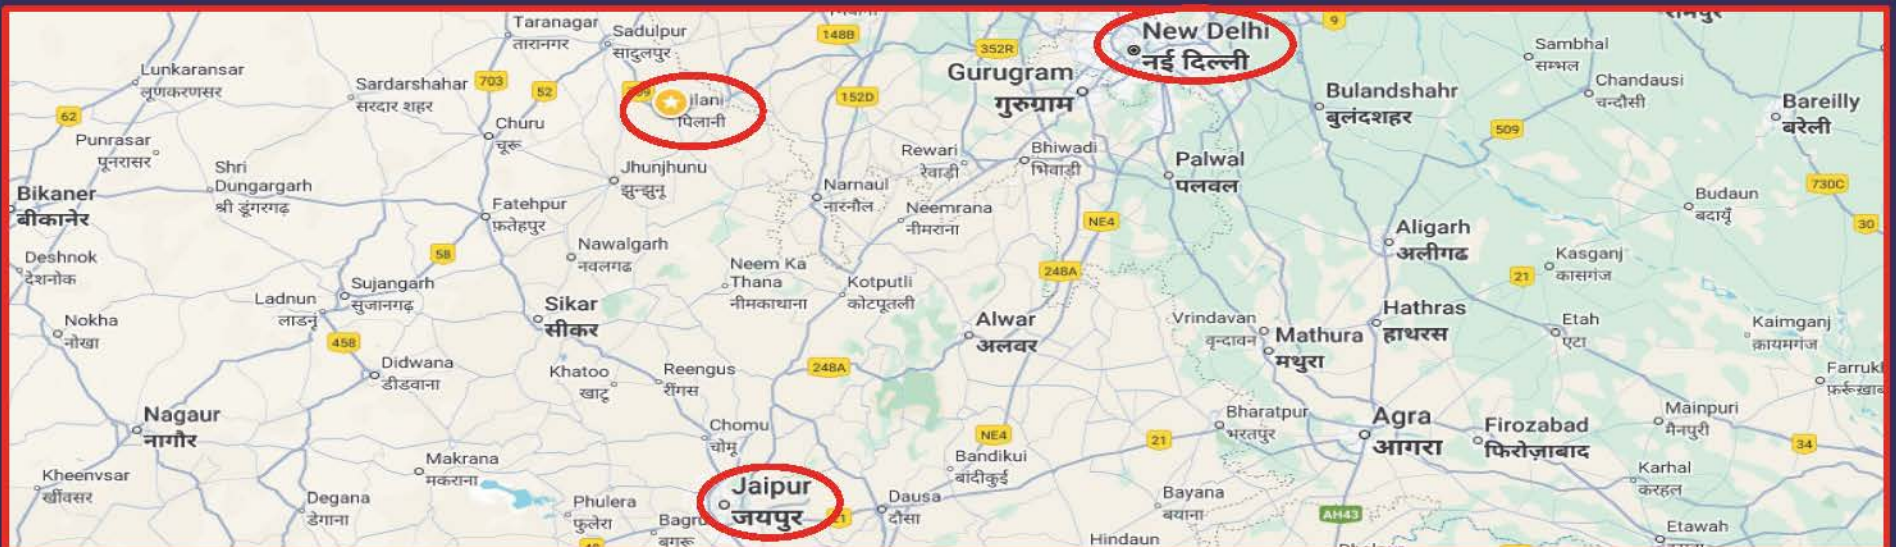 Taranagar
तारानगर
Sadulpur
सादुलपुर
148B
352R
New Delhi
नई दिल्ली
9
रामपुर
Sambhal
सम्भल
Lunkaransar
लूणकरणसर
Sardarshahar
सरदार शहर
703
52
ilani
पिलानी
152D
Gurugram
गुरुग्राम
Bulandshahr
बुलंदशहर
Chandausi
चन्दौसी
Bareilly
बरेली
62
Punrasar
पूनरासर
Churu
चूरू
509
Shri
Dungargarh
श्री डूंगरगढ़
Jhunjhunu
झुन्झुनू
Rewari
रेवाड़ी
Bhiwadi
भिवाड़ी
Palwal
पलवल
Bikaner
बीकानेर
Fatehpur
फ़तेहपुर
Narnaul
नारनौल
Neemrana
नीमराना
NE4
Budaun
बदायूँ
730C
30
Aligarh
अलीगढ
Deshnok
देशनोक
58
Nawalgarh
नवलगढ
Neem Ka
Thana
नीमकाथाना
Kotputli
कोटपूतली
248A
Kasganj
कासगंज
21
Ladnun
लाडनूं
Sujangarh
सुजानगढ़
Sikar
सीकर
Nokha
नोखा
458
Alwar
अलवर
Vrindavan
वृन्दावन
Mathura
मथुरा
Hathras
हाथरस
Etah
एटा
Kaimganj
क़ायमगंज
Didwana
डीडवाना
Khatoo
खाटू
Reengus
रींगस
248A
Nagaur
नागौर
Chomu
चोमू
NE4
Bandikui
बांदीकुई
21
Bharatpur
भरतपुर
Agra
आगरा
Firozabad
फिरोज़ाबाद
Mainpuri
मैनपुरी
34
Kheenvsar
खींवसर
Makrana
मकराना
Degana
डेगाना
Phulera
फुलेरा
Bagru
बगरू
Jaipur
जयपुर
Dausa
दौसा
Bayana
बयाना
AH43
Karhal
करहल
Hindaun
Etawah